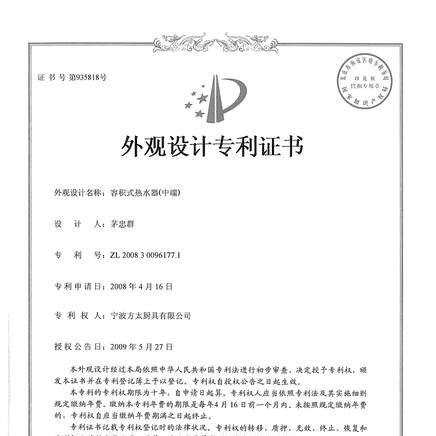 证书号第935818号
外观设计专利证书
外观设计名称：容积式热水器(中端)
设计人：茅忠群
专利号：ZL 2008 3 0096177.1
专利申请日：2008年4月16日
专利权人：宁波方太厨具有限公司
授权公告日：2009年5月27日
本外观设计经过本局依照中华人民共和国专利法进行初步审查，决定授予专利权，颁
发本证书并在专利登记簿上予以登记。专利权自授权公告之日起生效。
本专利的专利权期限为十年，自申请日起算。专利权人应当依照专利法及其实施细则
规定缴纳年费。缴纳本专利年费的期限是每年4月16日前一个月内。未按照规定缴纳年费
的，专利权自应当缴纳年费期满之日起终止。
专利证书记载专利权登记时的法律状况。专利权的转移、质押、无效、终止、恢复和